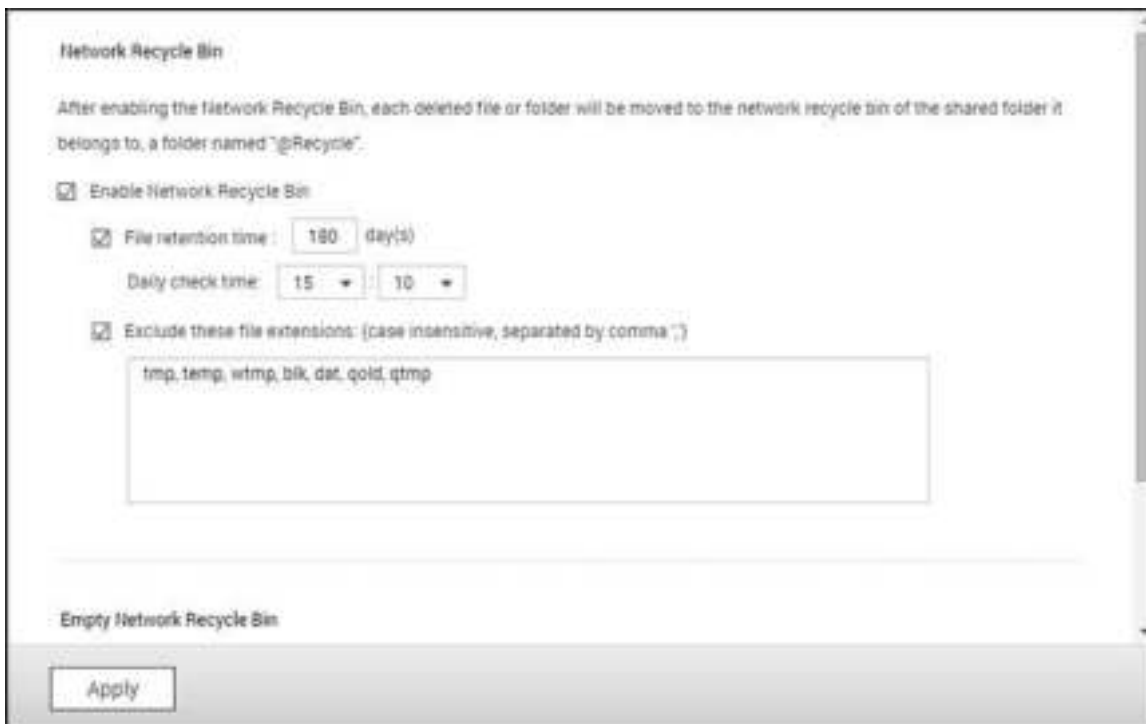 Network Recycle Bin
After enabling the Network Recycle Bin, each deleted file or folder will be moved to the network recycle bin of the shared folder it
belongs to, a folder named "@Recycle".
Enable Network Recycle Bin
File retention time : 180 day(s)
Daily check time: 15 : 10
Exclude these file extensions: (case insensitive, separated by comma ',')
tmp, temp, wtmp, blk, dat, qold, qtmp
Empty Network Recycle Bin
Apply